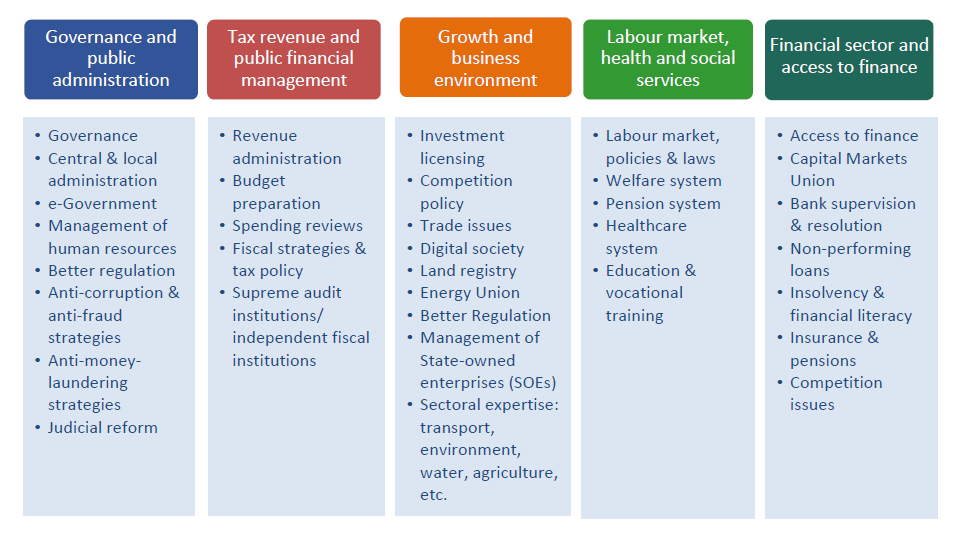 Governance and
public
administration
• Governance
• Central & local
administration
• e-Government
• Management of
human resources
• Better regulation
• Anti-corruption &
anti-fraud
strategies
• Anti-money-
laundering
strategies
• Judicial reform
Tax revenue and
public financial
management
• Revenue
administration
• Budget
preparation
• Spending reviews
• Fiscal strategies &
tax policy
• Supreme audit
institutions/
independent fiscal
institutions
Growth and
business
environment
• Investment
licensing
• Competition
policy
• Trade issues
• Digital society
• Land registry
• Energy Union
• Better Regulation
• Management of
State-owned
enterprises (SOEs)
• Sectoral expertise:
transport,
environment,
water, agriculture,
etc.
Labour market,
health and social
services
• Labour market,
policies & laws
• Welfare system
• Pension system
• Healthcare
system
• Education &
vocational
training
Financial sector and
access to finance
• Access to finance
• Capital Markets
Union
• Bank supervision
& resolution
• Non-performing
loans
• Insolvency &
financial literacy
• Insurance &
pensions
• Competition
issues